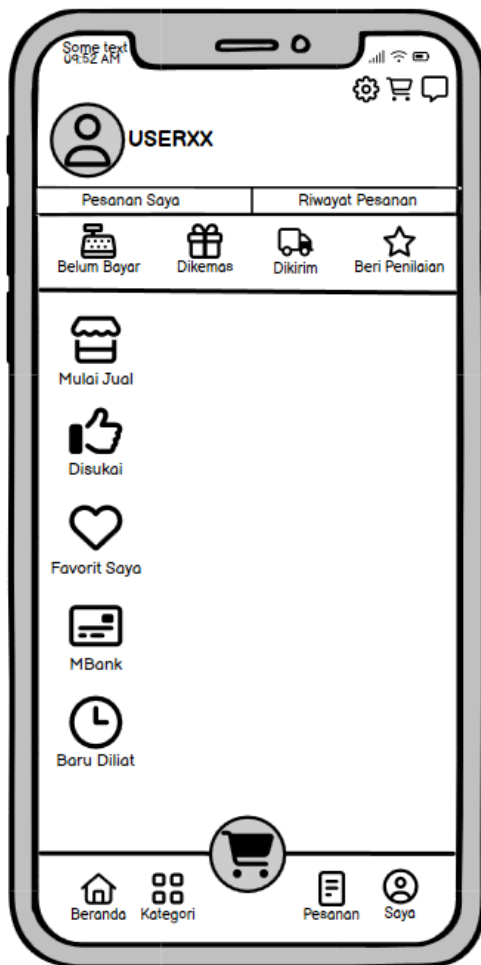 Some text
09:52 AM
USERXX
Pesanan Saya
Riwayat Pesanan
Belum Bayar
Dikemas
Dikirim
Beri Penilaian
Mulai Jual
Disukai
Favorit Saya
MBank
Baru Diliat
Beranda
Kategori
Pesanan
Saya